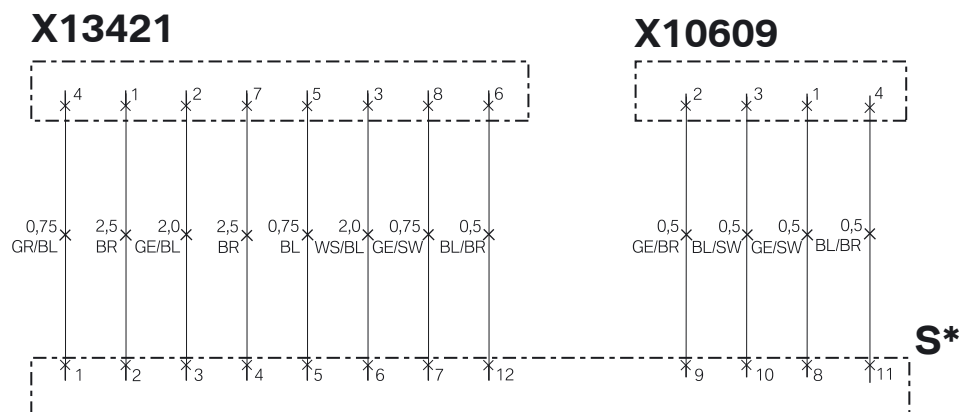 X13421 X10609
4 1 2 7 5 3 8 6 2 3 1 4
0,75 2,5 2,0 2,5 0,75 2,0 0,75 0,5 0,5 0,5 0,5 0,5
GR/BL BR GE/BL BR BL WS/BL GE/SW BL/BR GE/BR BL/SW GE/SW BL/BR
S*
1 2 3 4 5 6 7 12 9 10 8 11